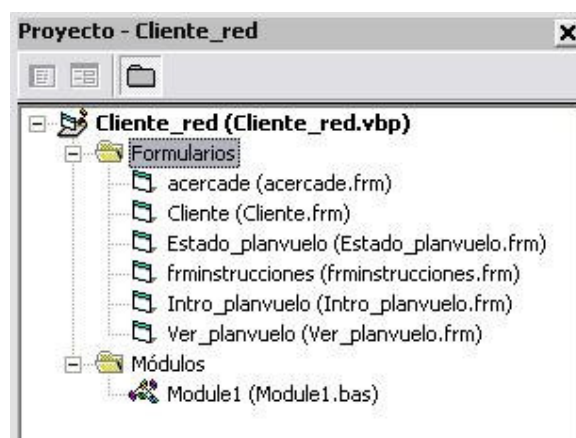 Proyecto - Cliente_red
Cliente_red (Cliente_red.vbp)
Formularios
acercade (acercade.frm)
Cliente (Cliente.frm)
Estado_planvuelo (Estado_planvuelo.frm)
frminstrucciones (frminstrucciones.frm)
Intro_planvuelo (Intro_planvuelo.frm)
Ver_planvuelo (Ver_planvuelo.frm)
Módulos
Module1 (Module1.bas)